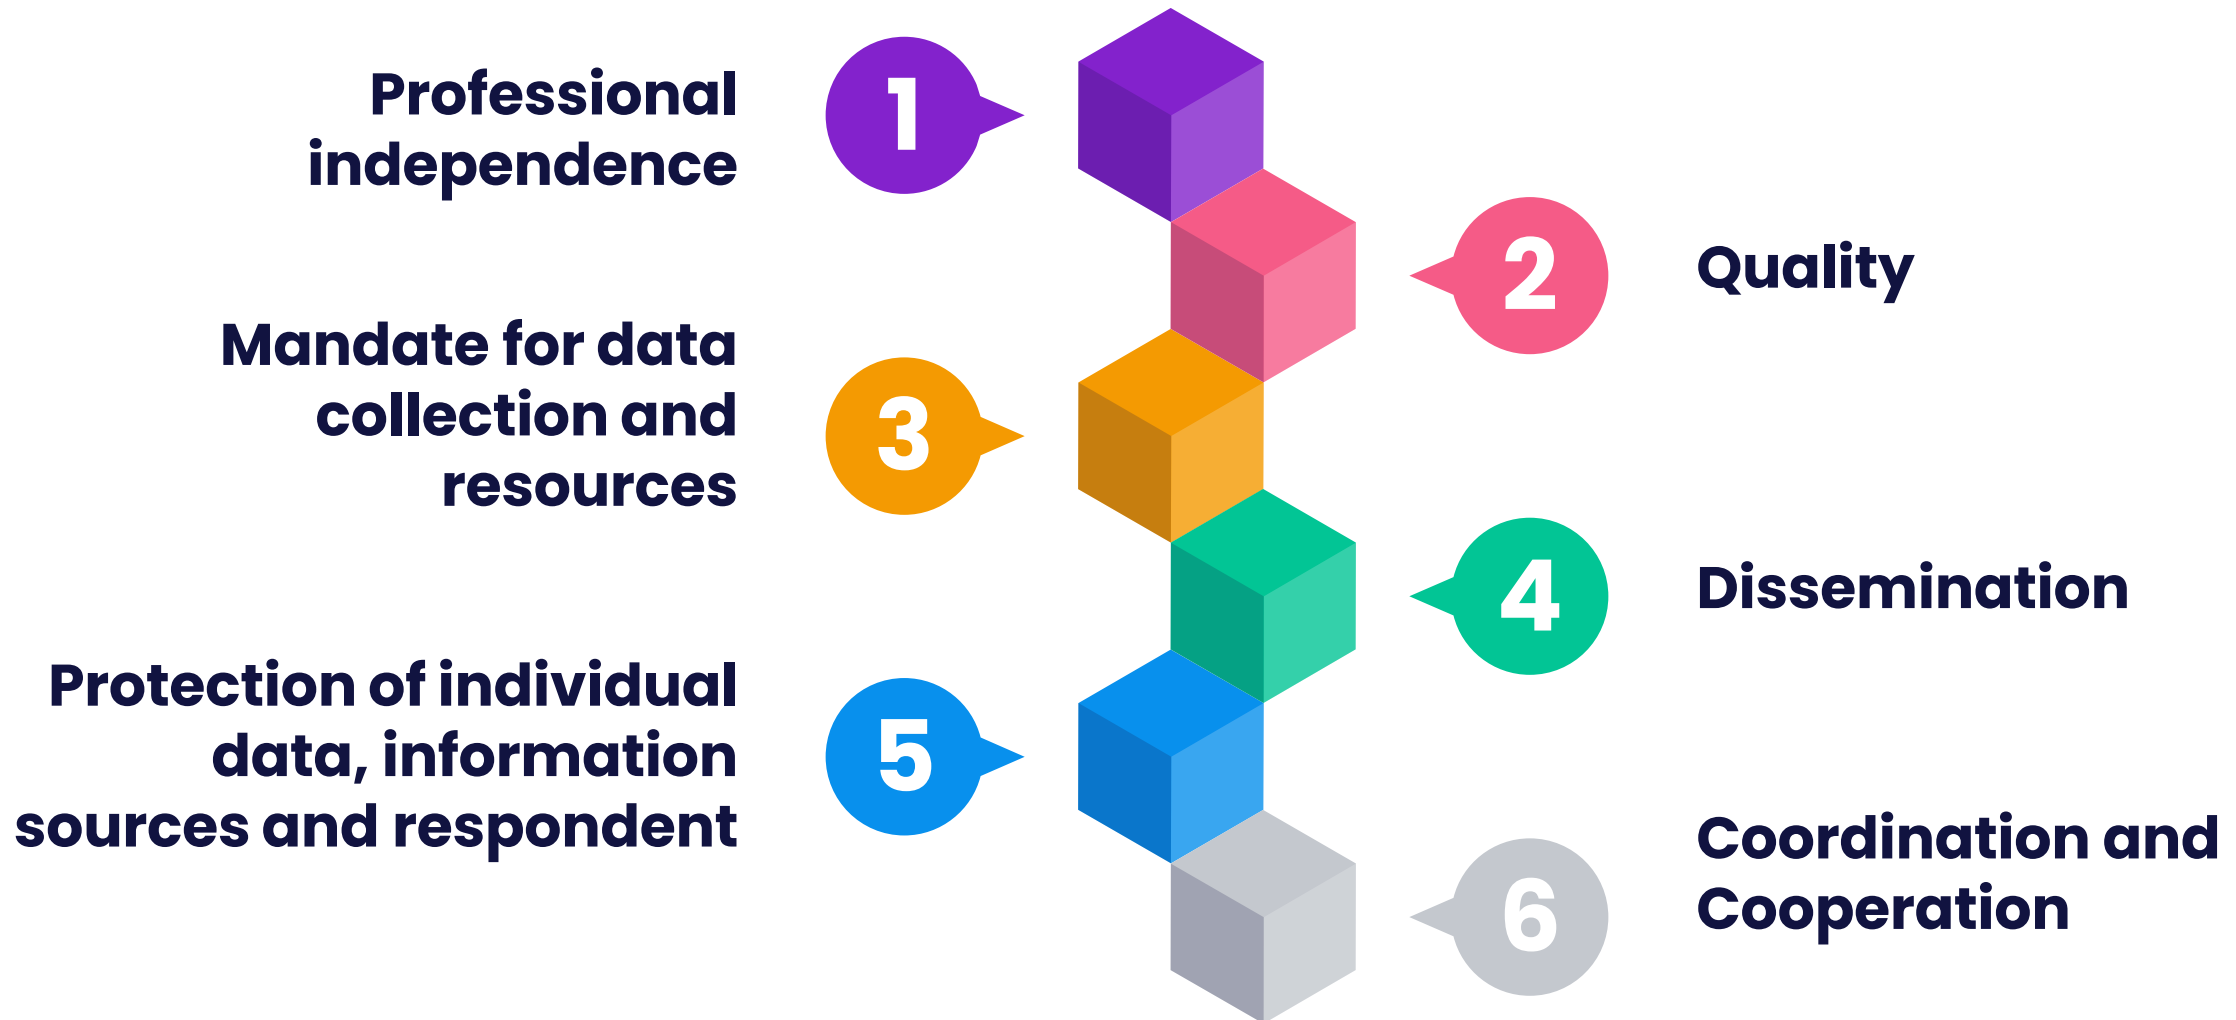 1
Professional
independence
2
Quality
3
Mandate for data
collection and
resources
4
Dissemination
5
Protection of individual
data, information
sources and respondent
6
Coordination and
Cooperation